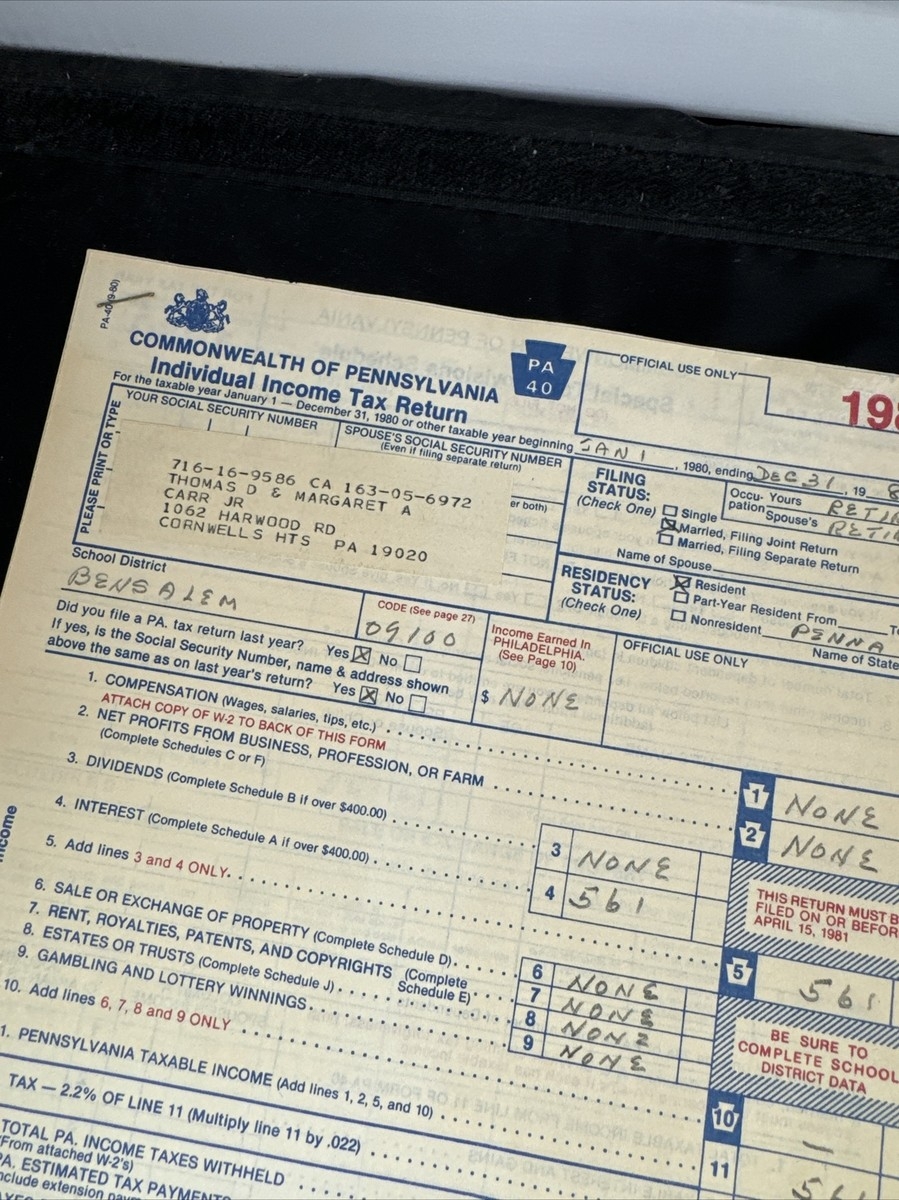 PA-40 (9-80)
COMMONWEALTH OF PENNSYLVANIA
Individual Income Tax Return
PA
40
OFFICIAL USE ONLY
For the taxable year January 1 — December 31, 1980 or other taxable year beginning JAN 1, 1980, ending DEC 31, 19
PLEASE PRINT OR TYPE
YOUR SOCIAL SECURITY NUMBER
SPOUSE'S SOCIAL SECURITY NUMBER
(Even if filing separate return)
716-16-9586 CA 163-05-6972
THOMAS D & MARGARET A
CARR JR
1062 HARWOOD RD
CORNWELLS HTS PA 19020
er both)
FILING
STATUS:
(Check One)
Single
Married, Filing Joint Return
Married, Filing Separate Return
Name of Spouse
Occu- Yours
pation Spouse's
RESIDENCY
STATUS:
(Check One)
Resident
Part-Year Resident From
Nonresident PENNA
Name of State
School District
BENSALEM
CODE (See page 27)
09100
Did you file a PA. tax return last year? Yes No
If yes, is the Social Security Number, name & address shown
above the same as on last year's return? Yes No
Income Earned in
PHILADELPHIA.
(See Page 10)
$ NONE
OFFICIAL USE ONLY
1. COMPENSATION (Wages, salaries, tips, etc.)
ATTACH COPY OF W-2 TO BACK OF THIS FORM
1 NONE
2. NET PROFITS FROM BUSINESS, PROFESSION, OR FARM
(Complete Schedules C or F)
2 NONE
3. DIVIDENDS (Complete Schedule B if over $400.00)
3 NONE
4. INTEREST (Complete Schedule A if over $400.00)
4 561
THIS RETURN MUST
FILED ON OR
APRIL 15, 1981
5. Add lines 3 and 4 ONLY.
5 561
6. SALE OR EXCHANGE OF PROPERTY (Complete Schedule D)
6 NONE
7. RENT, ROYALTIES, PATENTS, AND COPYRIGHTS (Complete
Schedule E)
7 NONE
8. ESTATES OR TRUSTS (Complete Schedule J)
8 NONE
9. GAMBLING AND LOTTERY WINNINGS
9 NONE
BE SURE TO
COMPLETE SCHOOL
DISTRICT DATA
10. Add lines 6, 7, 8 and 9 ONLY
10 —
1. PENNSYLVANIA TAXABLE INCOME (Add lines 1, 2, 5, and 10)
11
TAX — 2.2% OF LINE 11 (Multiply line 11 by .022)
TOTAL PA. INCOME TAXES WITHHELD
(From attached W-2's)
PA. ESTIMATED TAX PAYMENTS